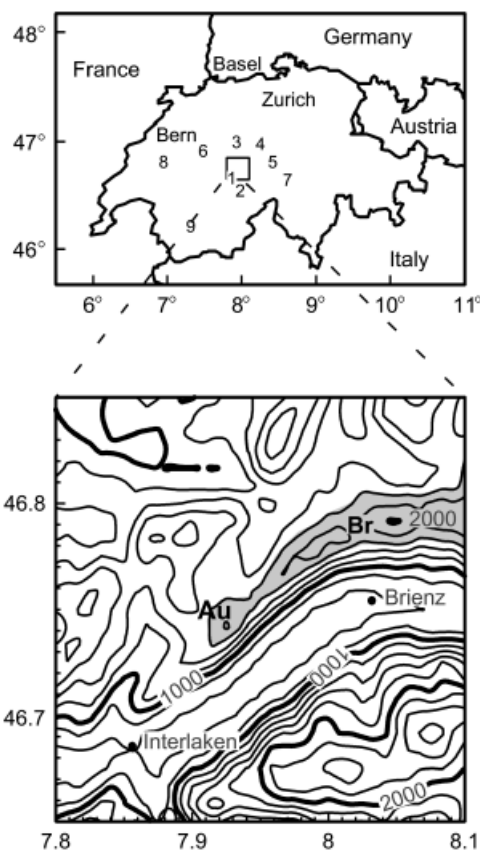 48°
Germany
France
Basel
Zurich
47°
Bern
3 4
Austria
6
8
5
1
7
2
9
46°
Italy
6° 7° 8° 9° 10° 11°
46.8
Br 2000
Au
Brienz
1000
1000
46.7
Interlaken
2000
7.8 7.9 8 8.1